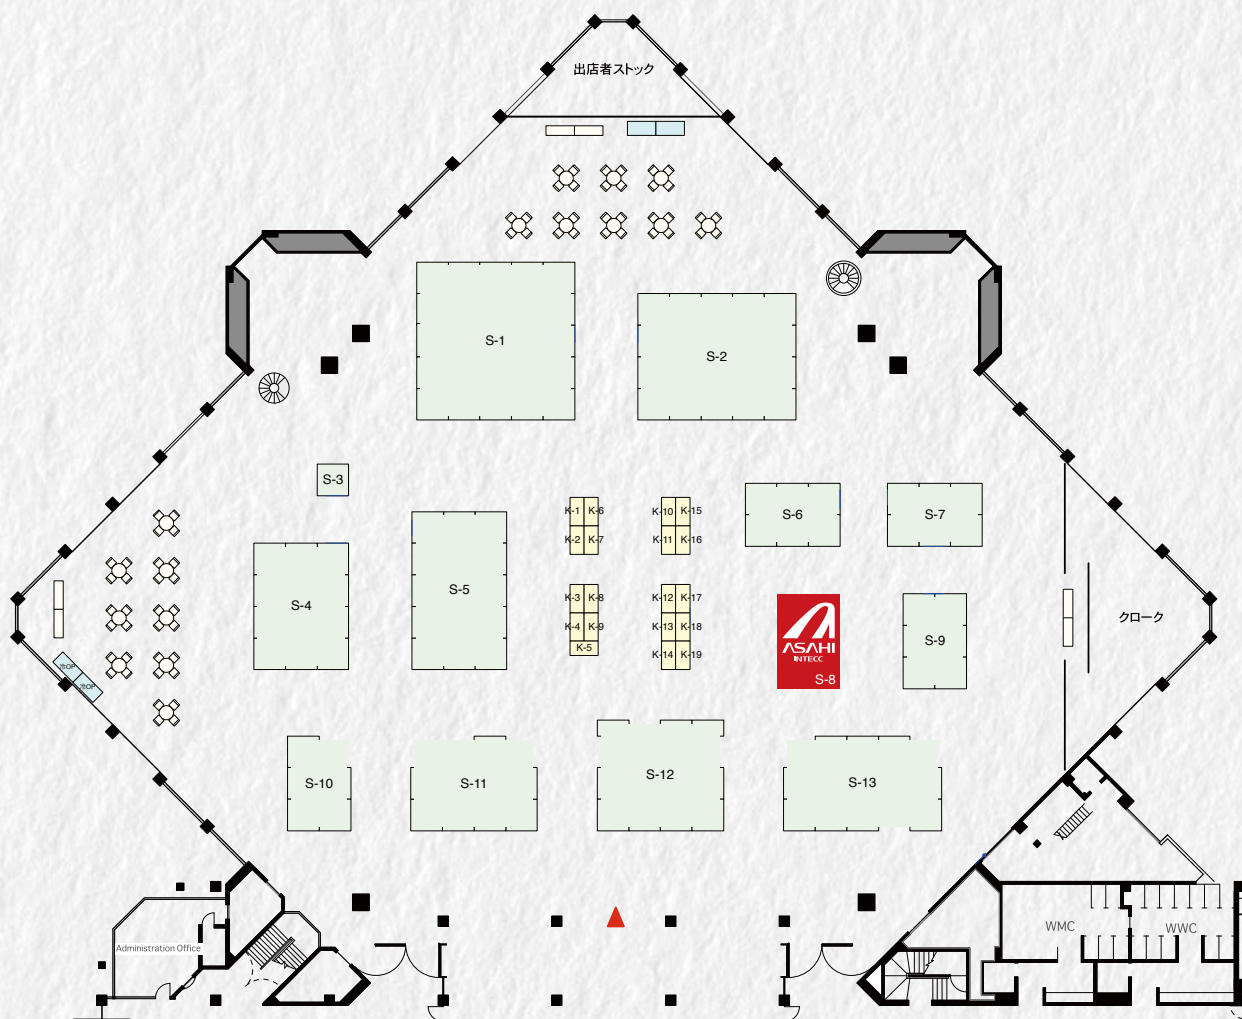 出店者ストック
S-1
S-2
S-3
K-1 K-6
K-10 K-15
S-6
S-7
K-2 K-7
K-11 K-16
S-4
S-5
K-3 K-8
K-12 K-17
K-4 K-9
K-13 K-18
K-5
K-14 K-19
ASAHI
INTECC
S-8
S-9
クローク
S-10
S-11
S-12
S-13
Administration Office
WMC
WWC